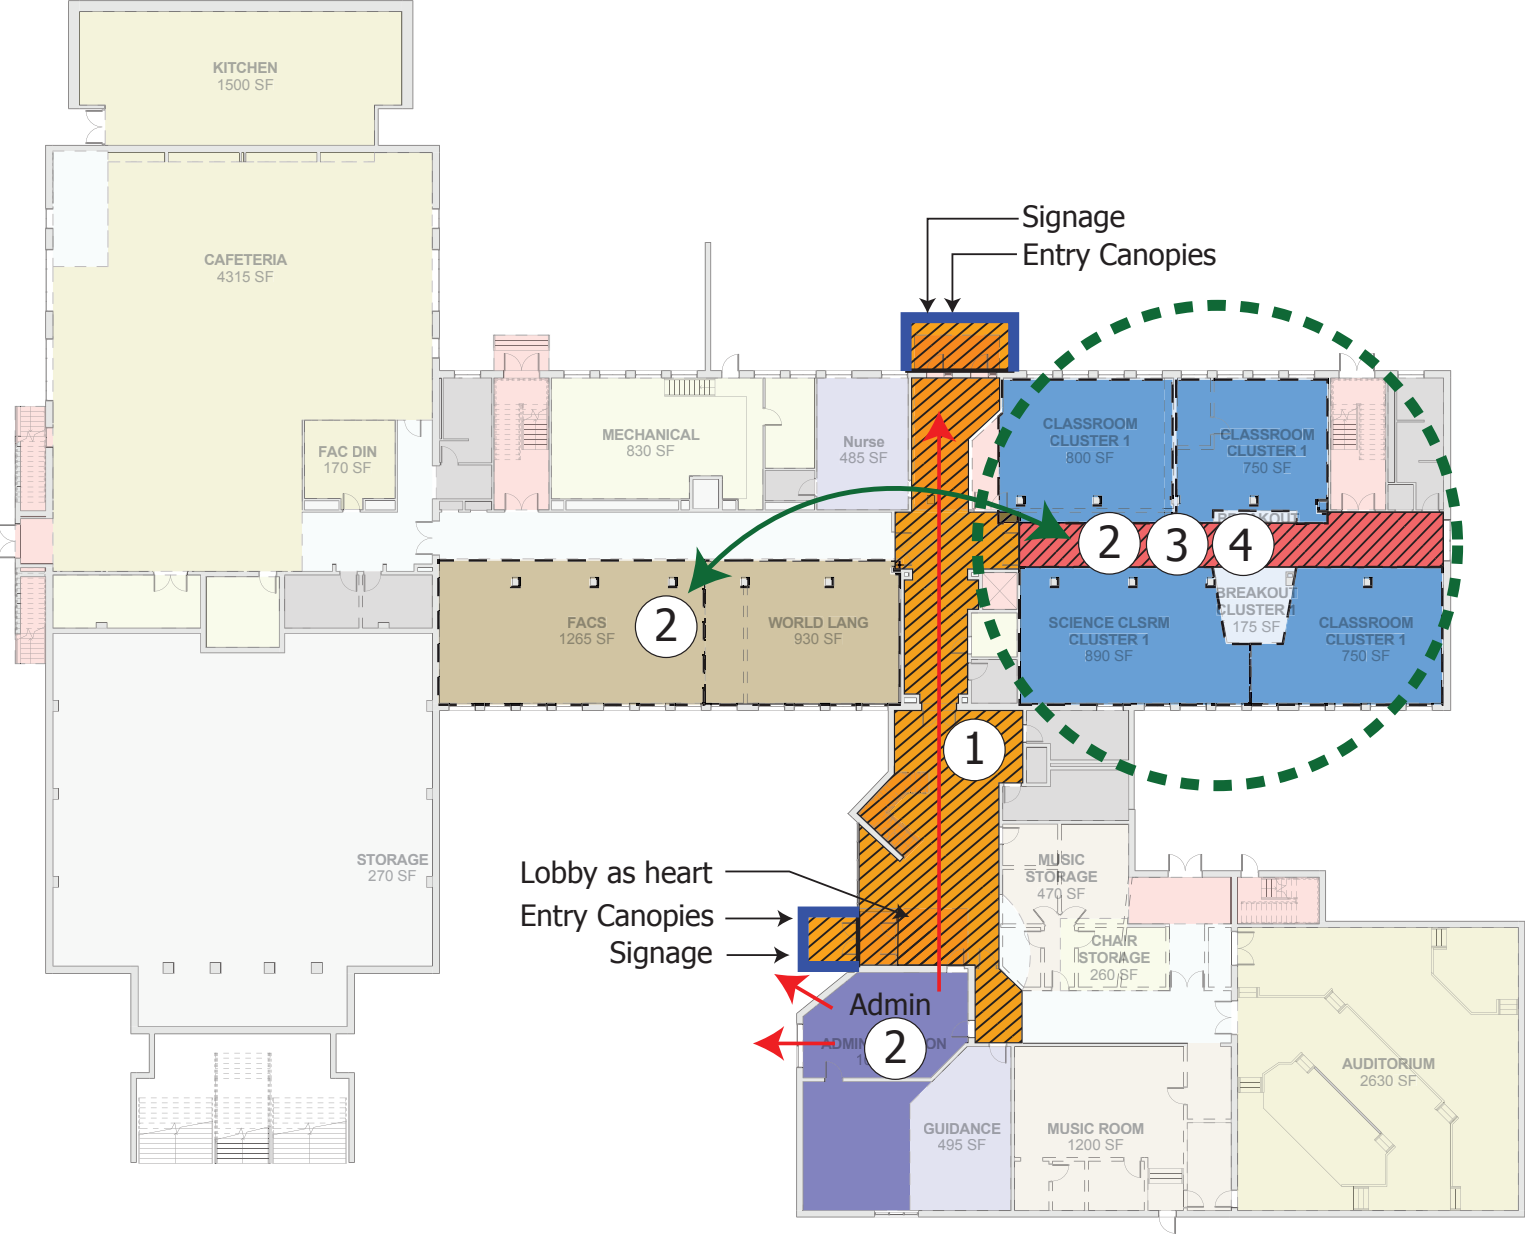 KITCHEN
1500 SF
Signage
Entry Canopies
CAFETERIA
4315 SF
MECHANICAL
830 SF
Nurse
485 SF
FAC DIN
170 SF
CLASSROOM
CLUSTER 1
800 SF
CLASSROOM
CLUSTER 1
750 SF
BREAKOUT
2
3
4
FACS
1265 SF
2
WORLD LANG
930 SF
SCIENCE CLSRM
CLUSTER 1
890 SF
BREAKOUT
CLUSTER 1
175 SF
CLASSROOM
CLUSTER 1
750 SF
1
STORAGE
270 SF
Lobby as heart
Entry Canopies
Signage
MUSIC
STORAGE
470 SF
CHAIR
STORAGE
260 SF
Admin
2
AUDITORIUM
2630 SF
GUIDANCE
495 SF
MUSIC ROOM
1200 SF